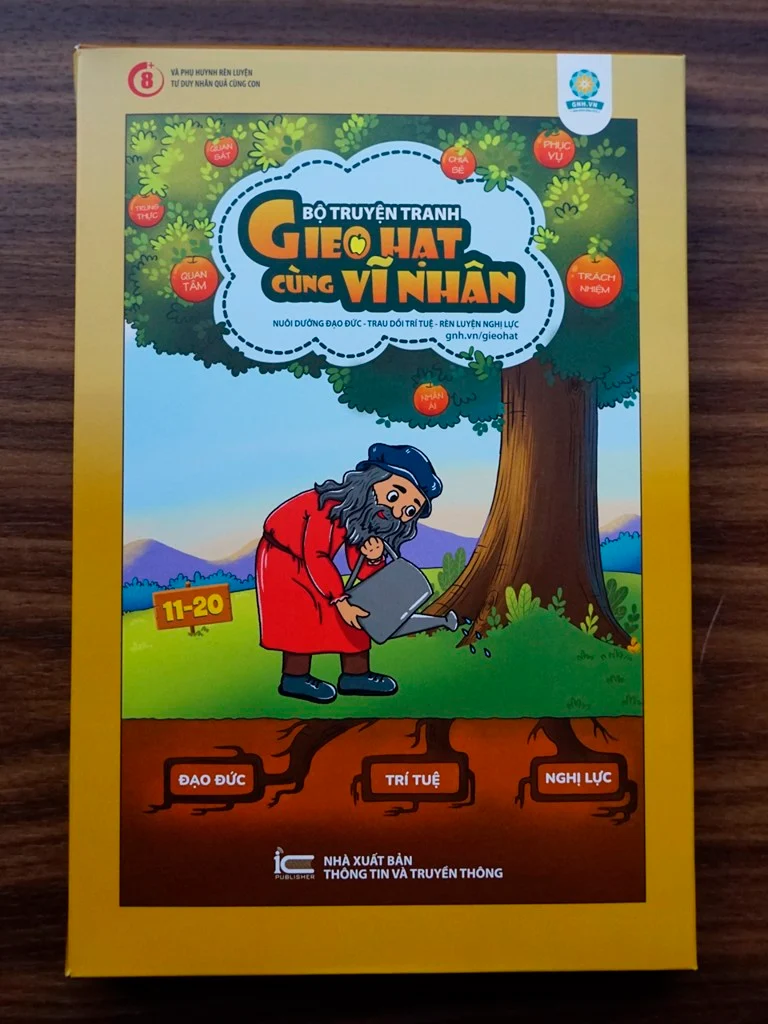 8+
VÀ PHỤ HUYNH RÈN LUYỆN
TƯ DUY NHÂN QUẢ CÙNG CON
GNH.VN
QUAN
SÁT
CHIA
SẺ
PHỤC
VỤ
TRUNG
THỰC
QUAN
TÂM
TRÁCH
NHIỆM
BỘ TRUYỆN TRANH
GIEO HẠT
CÙNG VĨ NHÂN
NUÔI DƯỠNG ĐẠO ĐỨC - TRAU DỒI TRÍ TUỆ - RÈN LUYỆN NGHỊ LỰC
gnh.vn/gieohat
NHÂN
ÁI
11-20
ĐẠO ĐỨC
TRÍ TUỆ
NGHỊ LỰC
ic
PUBLISHER
NHÀ XUẤT BẢN
THÔNG TIN VÀ TRUYỀN THÔNG